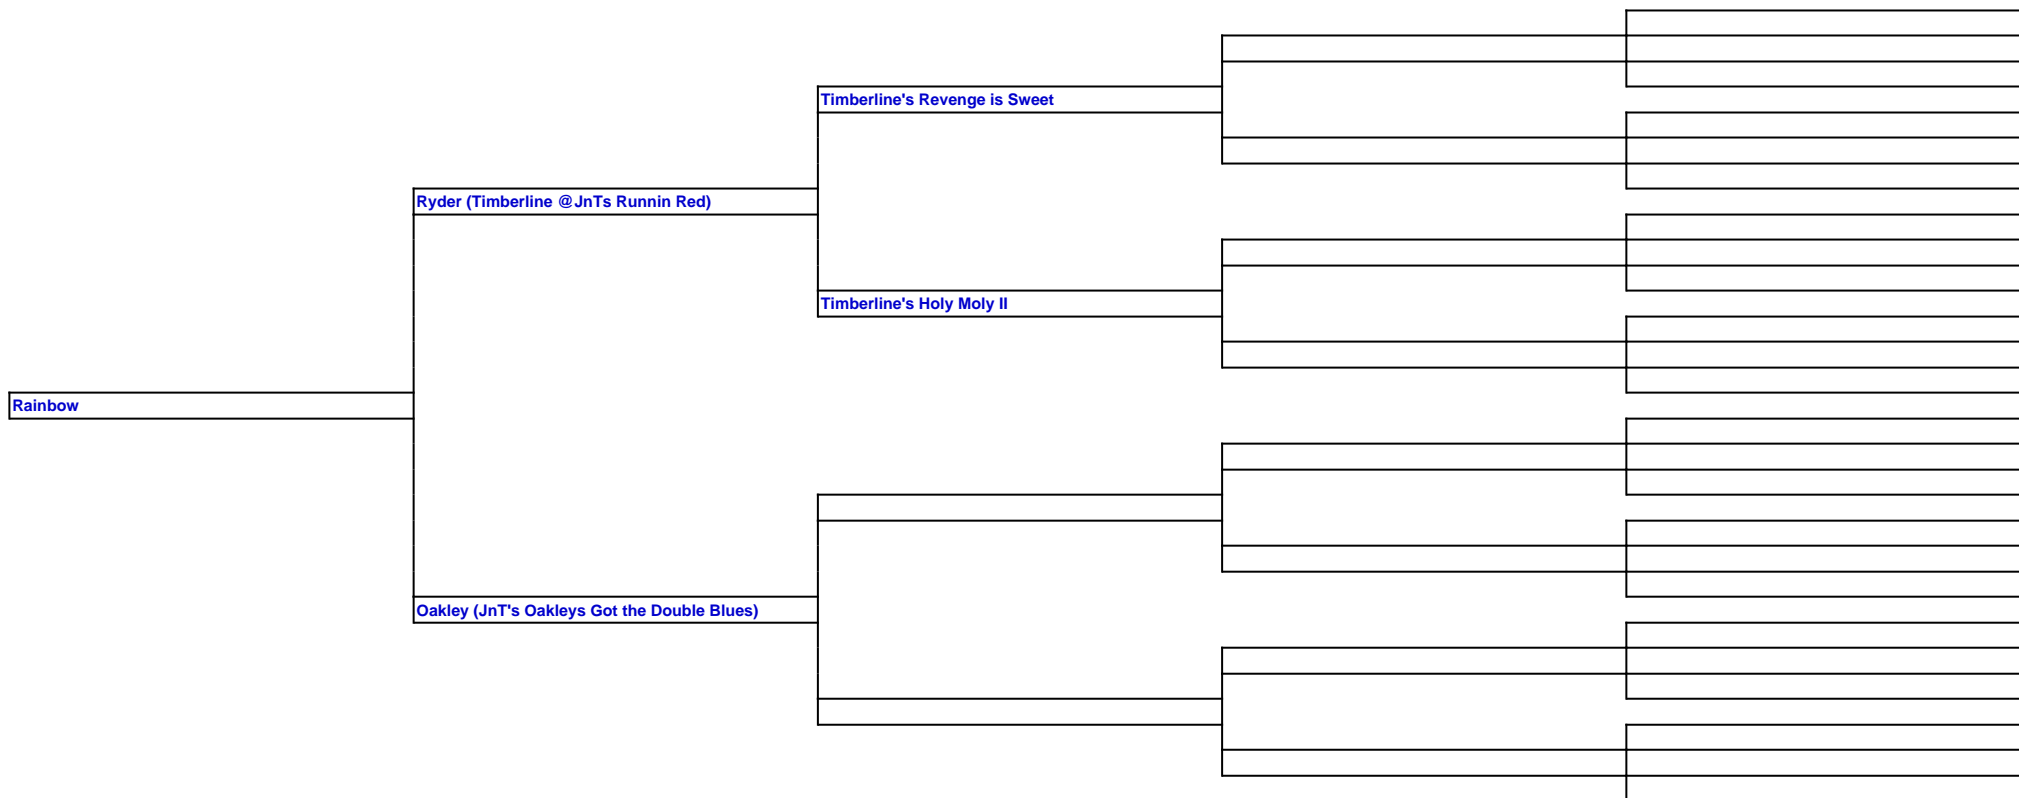 Timberline's Revenge is Sweet
Ryder (Timberline @JnTs Runnin Red)
Timberline's Holy Moly II
Rainbow
Oakley (JnT's Oakleys Got the Double Blues)